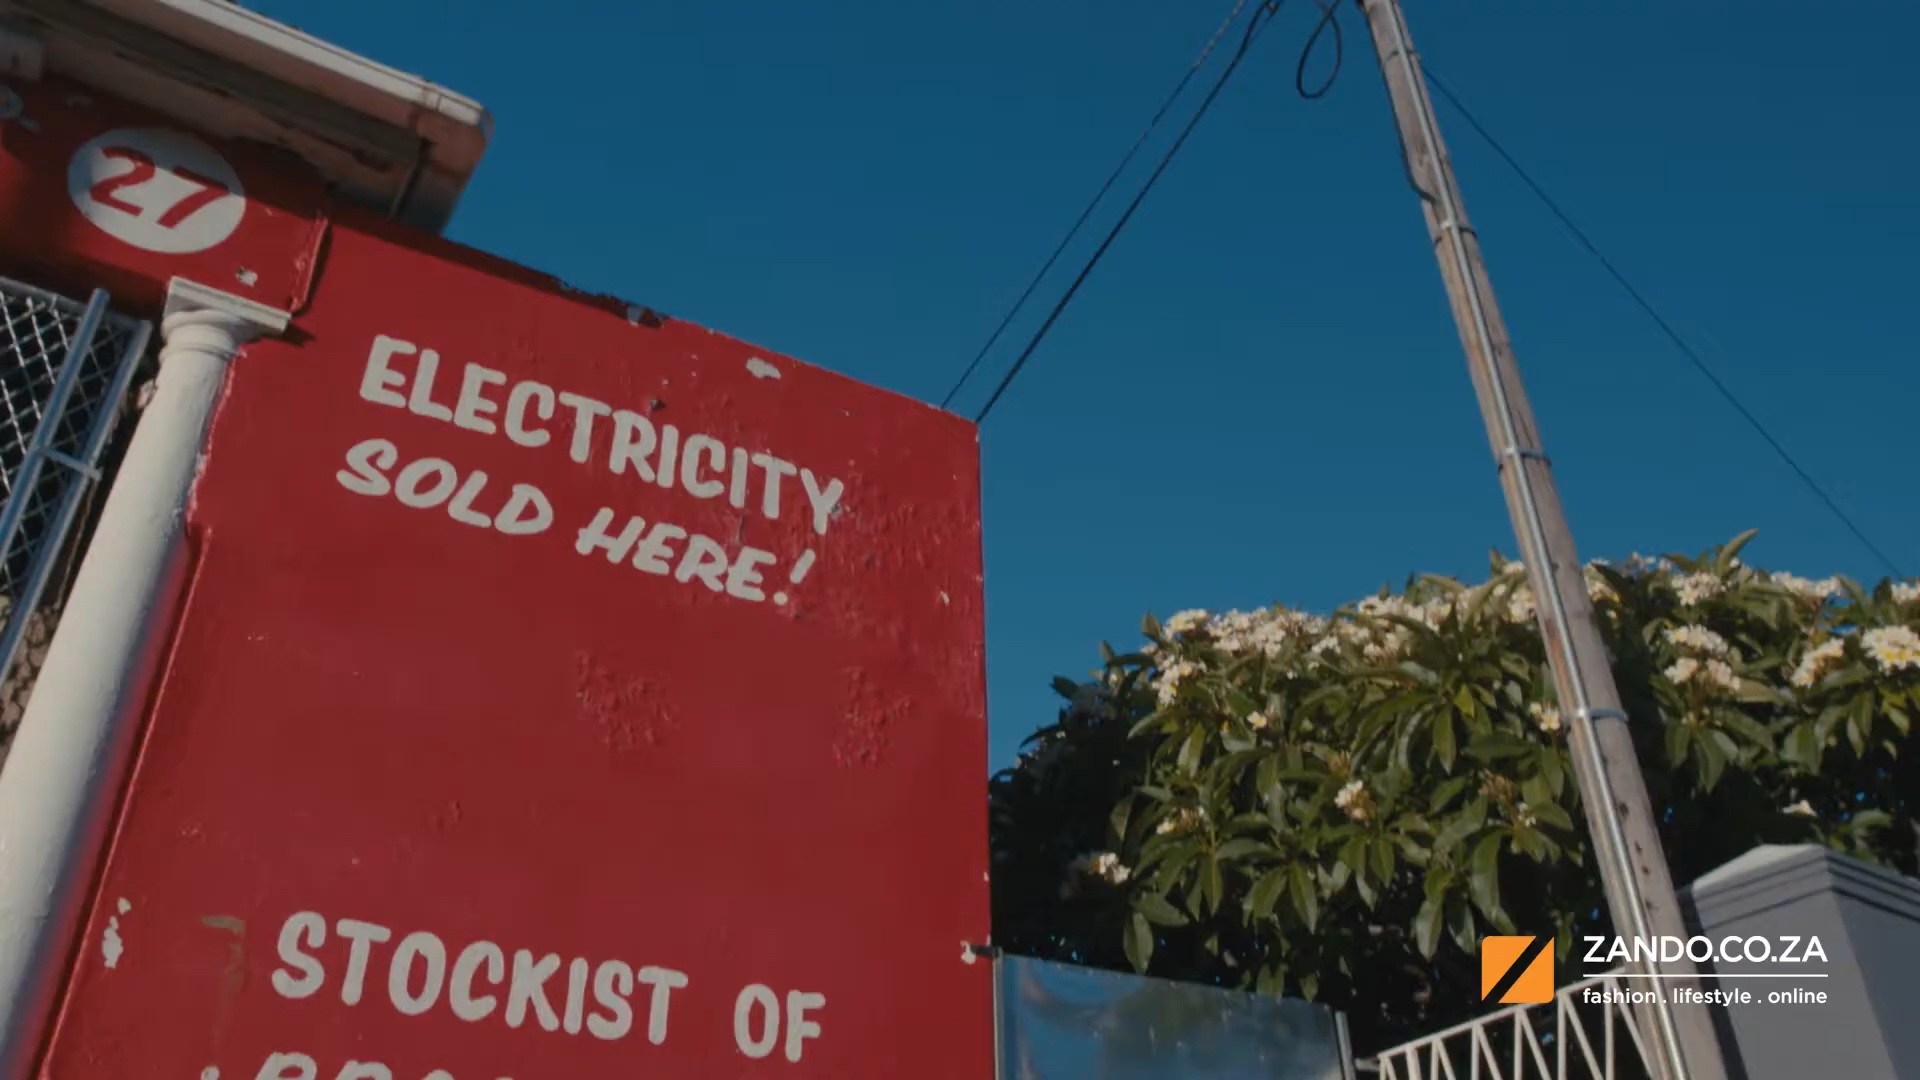 27
ELECTRICITY
SOLD HERE!
STOCKIST OF
ZANDO.CO.ZA
fashion . lifestyle . online